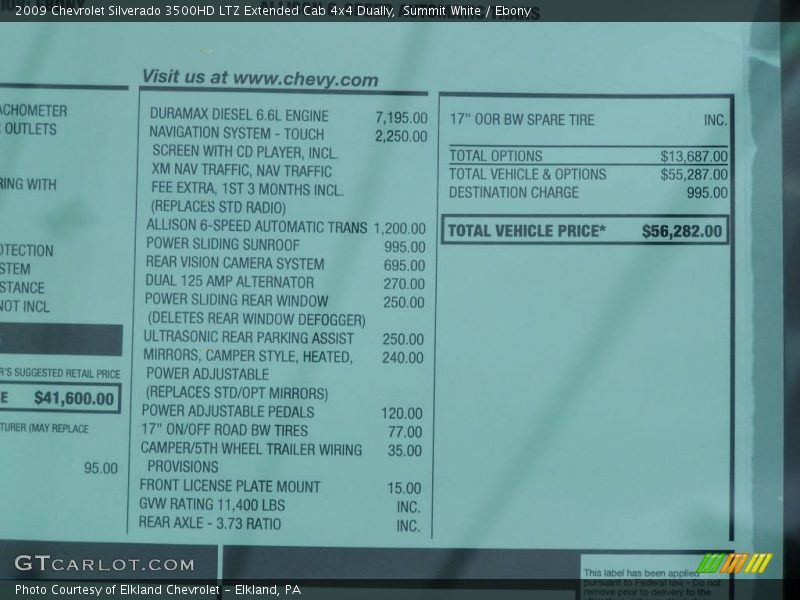 2009 Chevrolet Silverado 3500HD LTZ Extended Cab 4x4 Dually, Summit White / Ebony
Visit us at www.chevy.com
ACHOMETER
OUTLETS
RING WITH
OTECTION
STEM
STANCE
NOT INCL
R'S SUGGESTED RETAIL PRICE
E $41,600.00
TURER (MAY REPLACE
95.00
DURAMAX DIESEL 6.6L ENGINE 7,195.00
NAVIGATION SYSTEM - TOUCH 2,250.00
SCREEN WITH CD PLAYER, INCL.
XM NAV TRAFFIC, NAV TRAFFIC
FEE EXTRA, 1ST 3 MONTHS INCL.
(REPLACES STD RADIO)
ALLISON 6-SPEED AUTOMATIC TRANS 1,200.00
POWER SLIDING SUNROOF 995.00
REAR VISION CAMERA SYSTEM 695.00
DUAL 125 AMP ALTERNATOR 270.00
POWER SLIDING REAR WINDOW 250.00
(DELETES REAR WINDOW DEFOGGER)
ULTRASONIC REAR PARKING ASSIST 250.00
MIRRORS, CAMPER STYLE, HEATED, 240.00
POWER ADJUSTABLE
(REPLACES STD/OPT MIRRORS)
POWER ADJUSTABLE PEDALS 120.00
17" ON/OFF ROAD BW TIRES 77.00
CAMPER/5TH WHEEL TRAILER WIRING 35.00
PROVISIONS
FRONT LICENSE PLATE MOUNT 15.00
GVW RATING 11,400 LBS INC.
REAR AXLE - 3.73 RATIO INC.
17" OOR BW SPARE TIRE INC.
TOTAL OPTIONS $13,687.00
TOTAL VEHICLE & OPTIONS $55,287.00
DESTINATION CHARGE 995.00
TOTAL VEHICLE PRICE* $56,282.00
This label has been applied
pursuant to Federal law - Do not
remove prior to delivery to the
GTCARLOT.COM
Photo Courtesy of Elkland Chevrolet – Elkland, PA